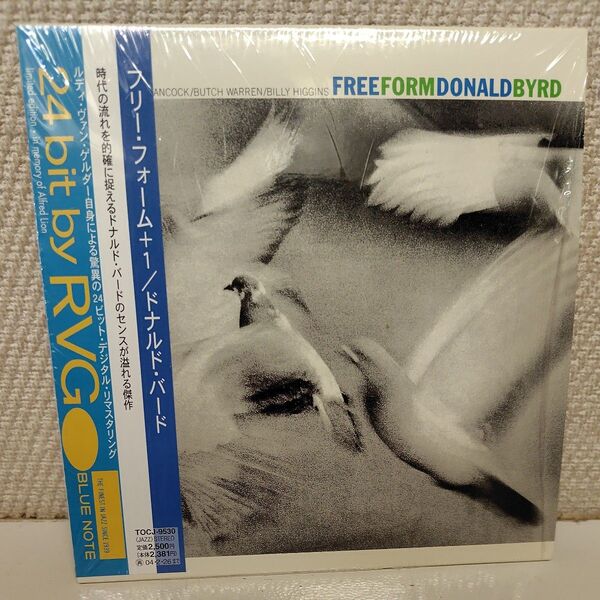 ANCOCK/BUTCH WARREN/BILLY HIGGINS FREEFORMDONALDBYRD
フリー・フォーム+1/ドナルド・バード
時代の流れを的確に捉えるドナルド・バードのセンスが溢れる傑作
ルディ・ヴァン・ゲルダー自身による驚異の24ビット・デジタル・リマスタリング
24 bit by RVG
limited edition • in memory of Alfred Lion
BLUE NOTE
THE FINEST IN JAZZ SINCE 1939
TOCJ-9530
(JAZZ) STEREO
定価2,500円
(本体2,381円)
04・2・26まで